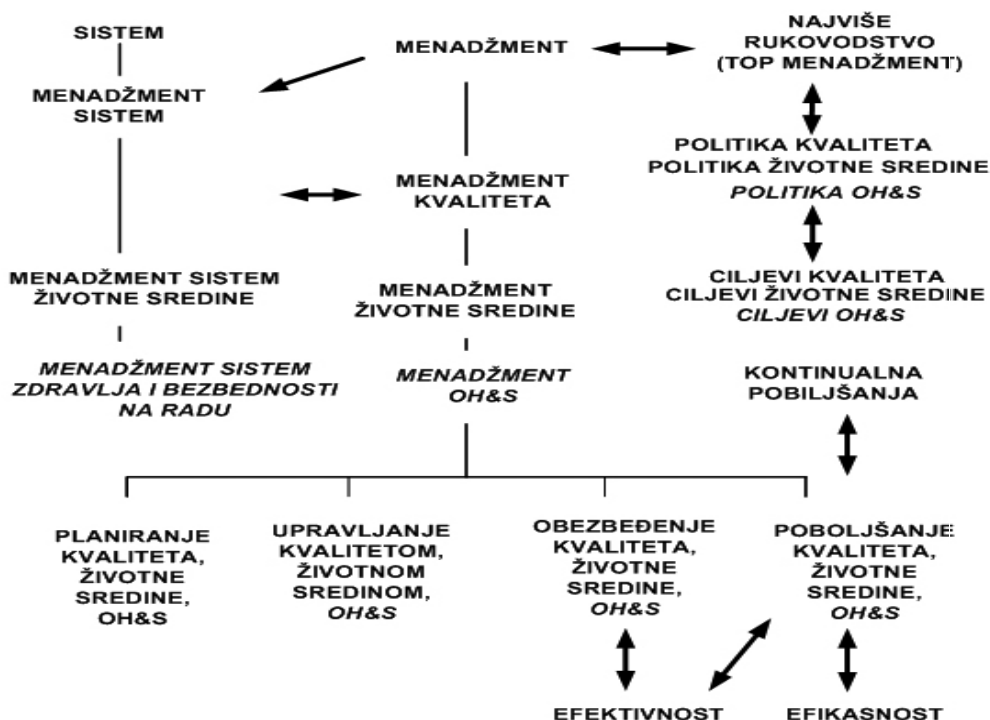 SISTEM
MENADŽMENT
SISTEM
MENADŽMENT SISTEM
ŽIVOTNE SREDINE
MENADŽMENT SISTEM
ZDRAVLJA I BEZBEDNOSTI
NA RADU
MENADŽMENT
MENADŽMENT
KVALITETA
MENADŽMENT
ŽIVOTNE SREDINE
MENADŽMENT
OH&S
NAJVIŠE
RUKOVODSTVO
(TOP MENADŽMENT)
POLITIKA KVALITETA
POLITIKA ŽIVOTNE SREDINE
POLITIKA OH&S
CILJEVI KVALITETA
CILJEVI ŽIVOTNE SREDINE
CILJEVI OH&S
KONTINUALNA
POBILJŠANJA
PLANIRANJE
KVALITETA,
ŽIVOTNE
SREDINE,
OH&S
UPRAVLJANJE
KVALITETOM,
ŽIVOTNOM
SREDINOM,
OH&S
OBEZBEĐENJE
KVALITETA,
ŽIVOTNE
SREDINE,
OH&S
POBOLJŠANJE
KVALITETA,
ŽIVOTNE
SREDINE,
OH&S
EFEKTIVNOST
EFIKASNOST